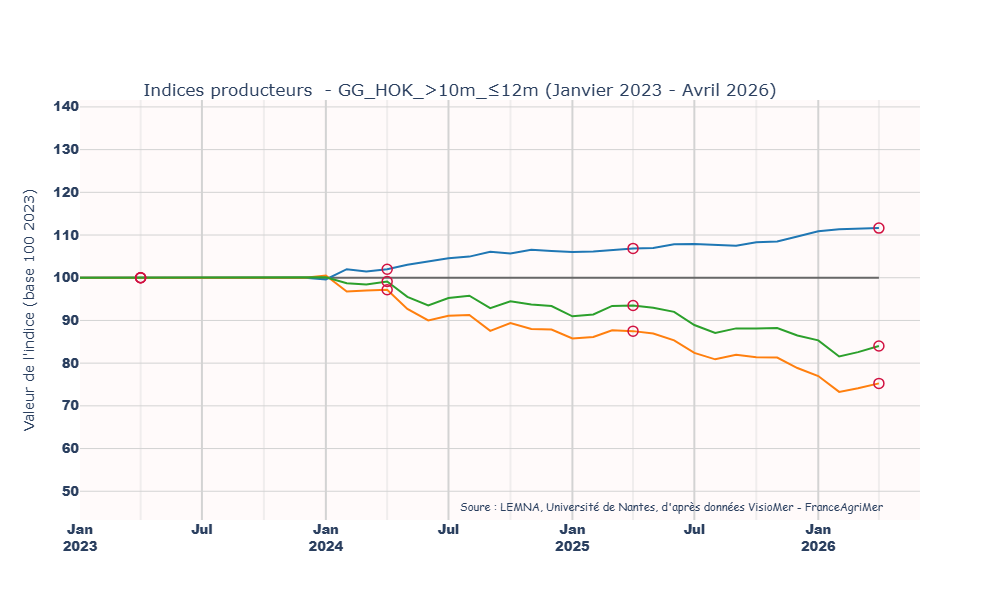 Indices producteurs - GG_HOK_>10m_≤12m (Janvier 2023 - Avril 2026)
Valeur de l'indice (base 100 2023)
140
130
120
110
100
90
80
70
60
50
Soure : LEMNA, Université de Nantes, d'après données VisioMer - FranceAgriMer
Jan Jul Jan Jul Jan Jul Jan
2023 2024 2025 2026